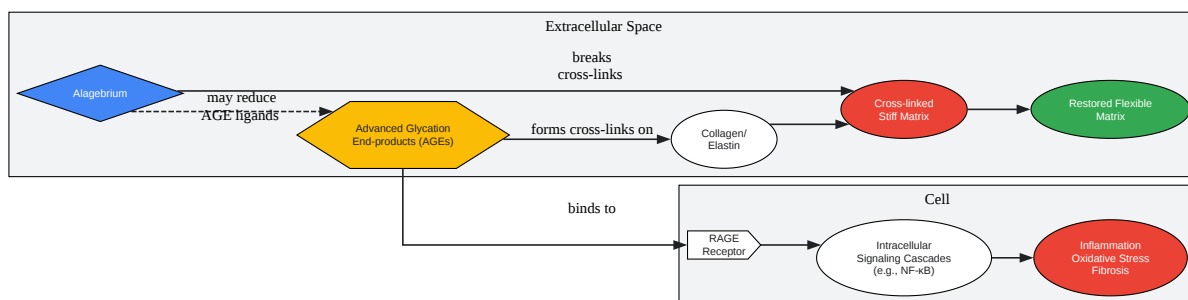 Extracellular Space
breaks
cross-links
Alagebrium
may reduce
AGE ligands
Advanced Glycation
End-products (AGEs)
forms cross-links on
Collagen/
Elastin
Cross-linked
Stiff Matrix
Restored Flexible
Matrix
Cell
binds to
RAGE
Receptor
Intracellular
Signaling Cascades
(e.g., NF-κB)
Inflammation
Oxidative Stress
Fibrosis